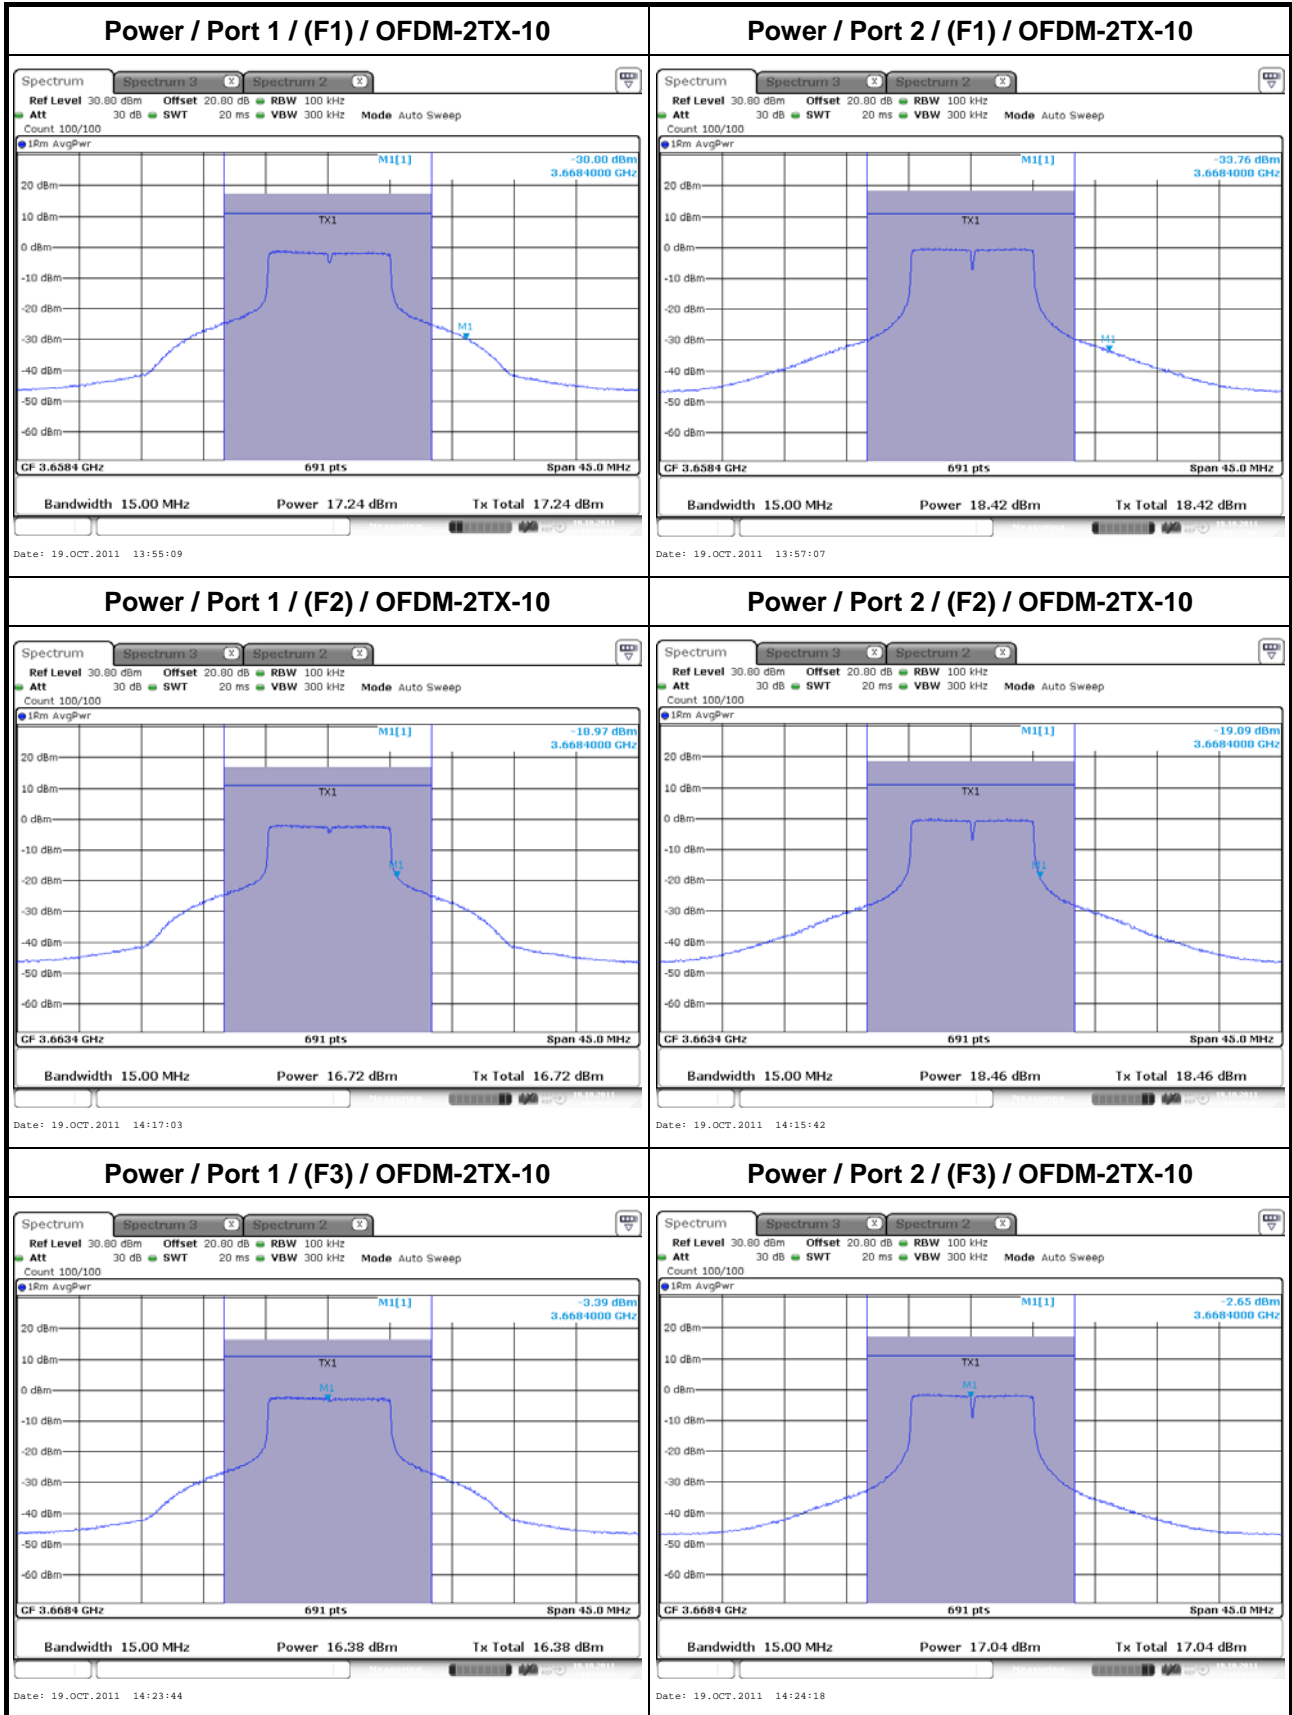 Power / Port 1 / (F1) / OFDM-2TX-10
Spectrum Spectrum 3 X Spectrum 2 X
Ref Level 30.80 dBm Offset 20.80 dB RBW 100 kHz
Att 30 dB SWT 20 ms VBW 300 kHz Mode Auto Sweep
Count 100/100
1Rm AvgPwr
M1[1] -30.00 dBm
3.6684000 GHz
20 dBm
10 dBm
TX1
0 dBm
-10 dBm
-20 dBm
M1
-30 dBm
-40 dBm
-50 dBm
-60 dBm
CF 3.6584 GHz 691 pts Span 45.0 MHz
Bandwidth 15.00 MHz Power 17.24 dBm Tx Total 17.24 dBm
Date: 19.OCT.2011 13:55:09
Power / Port 2 / (F1) / OFDM-2TX-10
Spectrum Spectrum 3 X Spectrum 2 X
Ref Level 30.80 dBm Offset 20.80 dB RBW 100 kHz
Att 30 dB SWT 20 ms VBW 300 kHz Mode Auto Sweep
Count 100/100
1Rm AvgPwr
M1[1] -33.76 dBm
3.6684000 GHz
20 dBm
10 dBm
TX1
0 dBm
-10 dBm
-20 dBm
-30 dBm
M1
-40 dBm
-50 dBm
-60 dBm
CF 3.6584 GHz 691 pts Span 45.0 MHz
Bandwidth 15.00 MHz Power 18.42 dBm Tx Total 18.42 dBm
Date: 19.OCT.2011 13:57:07
Power / Port 1 / (F2) / OFDM-2TX-10
Spectrum Spectrum 3 X Spectrum 2 X
Ref Level 30.80 dBm Offset 20.80 dB RBW 100 kHz
Att 30 dB SWT 20 ms VBW 300 kHz Mode Auto Sweep
Count 100/100
1Rm AvgPwr
M1[1] -18.97 dBm
3.6684000 GHz
20 dBm
10 dBm
TX1
0 dBm
-10 dBm
M1
-20 dBm
-30 dBm
-40 dBm
-50 dBm
-60 dBm
CF 3.6634 GHz 691 pts Span 45.0 MHz
Bandwidth 15.00 MHz Power 16.72 dBm Tx Total 16.72 dBm
Date: 19.OCT.2011 14:17:03
Power / Port 2 / (F2) / OFDM-2TX-10
Spectrum Spectrum 3 X Spectrum 2 X
Ref Level 30.80 dBm Offset 20.80 dB RBW 100 kHz
Att 30 dB SWT 20 ms VBW 300 kHz Mode Auto Sweep
Count 100/100
1Rm AvgPwr
M1[1] -19.09 dBm
3.6684000 GHz
20 dBm
10 dBm
TX1
0 dBm
-10 dBm
M1
-20 dBm
-30 dBm
-40 dBm
-50 dBm
-60 dBm
CF 3.6634 GHz 691 pts Span 45.0 MHz
Bandwidth 15.00 MHz Power 18.46 dBm Tx Total 18.46 dBm
Date: 19.OCT.2011 14:15:42
Power / Port 1 / (F3) / OFDM-2TX-10
Spectrum Spectrum 3 X Spectrum 2 X
Ref Level 30.80 dBm Offset 20.80 dB RBW 100 kHz
Att 30 dB SWT 20 ms VBW 300 kHz Mode Auto Sweep
Count 100/100
1Rm AvgPwr
M1[1] -3.39 dBm
3.6684000 GHz
20 dBm
10 dBm
TX1
0 dBm
M1
-10 dBm
-20 dBm
-30 dBm
-40 dBm
-50 dBm
-60 dBm
CF 3.6684 GHz 691 pts Span 45.0 MHz
Bandwidth 15.00 MHz Power 16.38 dBm Tx Total 16.38 dBm
Date: 19.OCT.2011 14:23:44
Power / Port 2 / (F3) / OFDM-2TX-10
Spectrum Spectrum 3 X Spectrum 2 X
Ref Level 30.80 dBm Offset 20.80 dB RBW 100 kHz
Att 30 dB SWT 20 ms VBW 300 kHz Mode Auto Sweep
Count 100/100
1Rm AvgPwr
M1[1] -2.65 dBm
3.6684000 GHz
20 dBm
10 dBm
TX1
M1
0 dBm
-10 dBm
-20 dBm
-30 dBm
-40 dBm
-50 dBm
-60 dBm
CF 3.6684 GHz 691 pts Span 45.0 MHz
Bandwidth 15.00 MHz Power 17.04 dBm Tx Total 17.04 dBm
Date: 19.OCT.2011 14:24:18